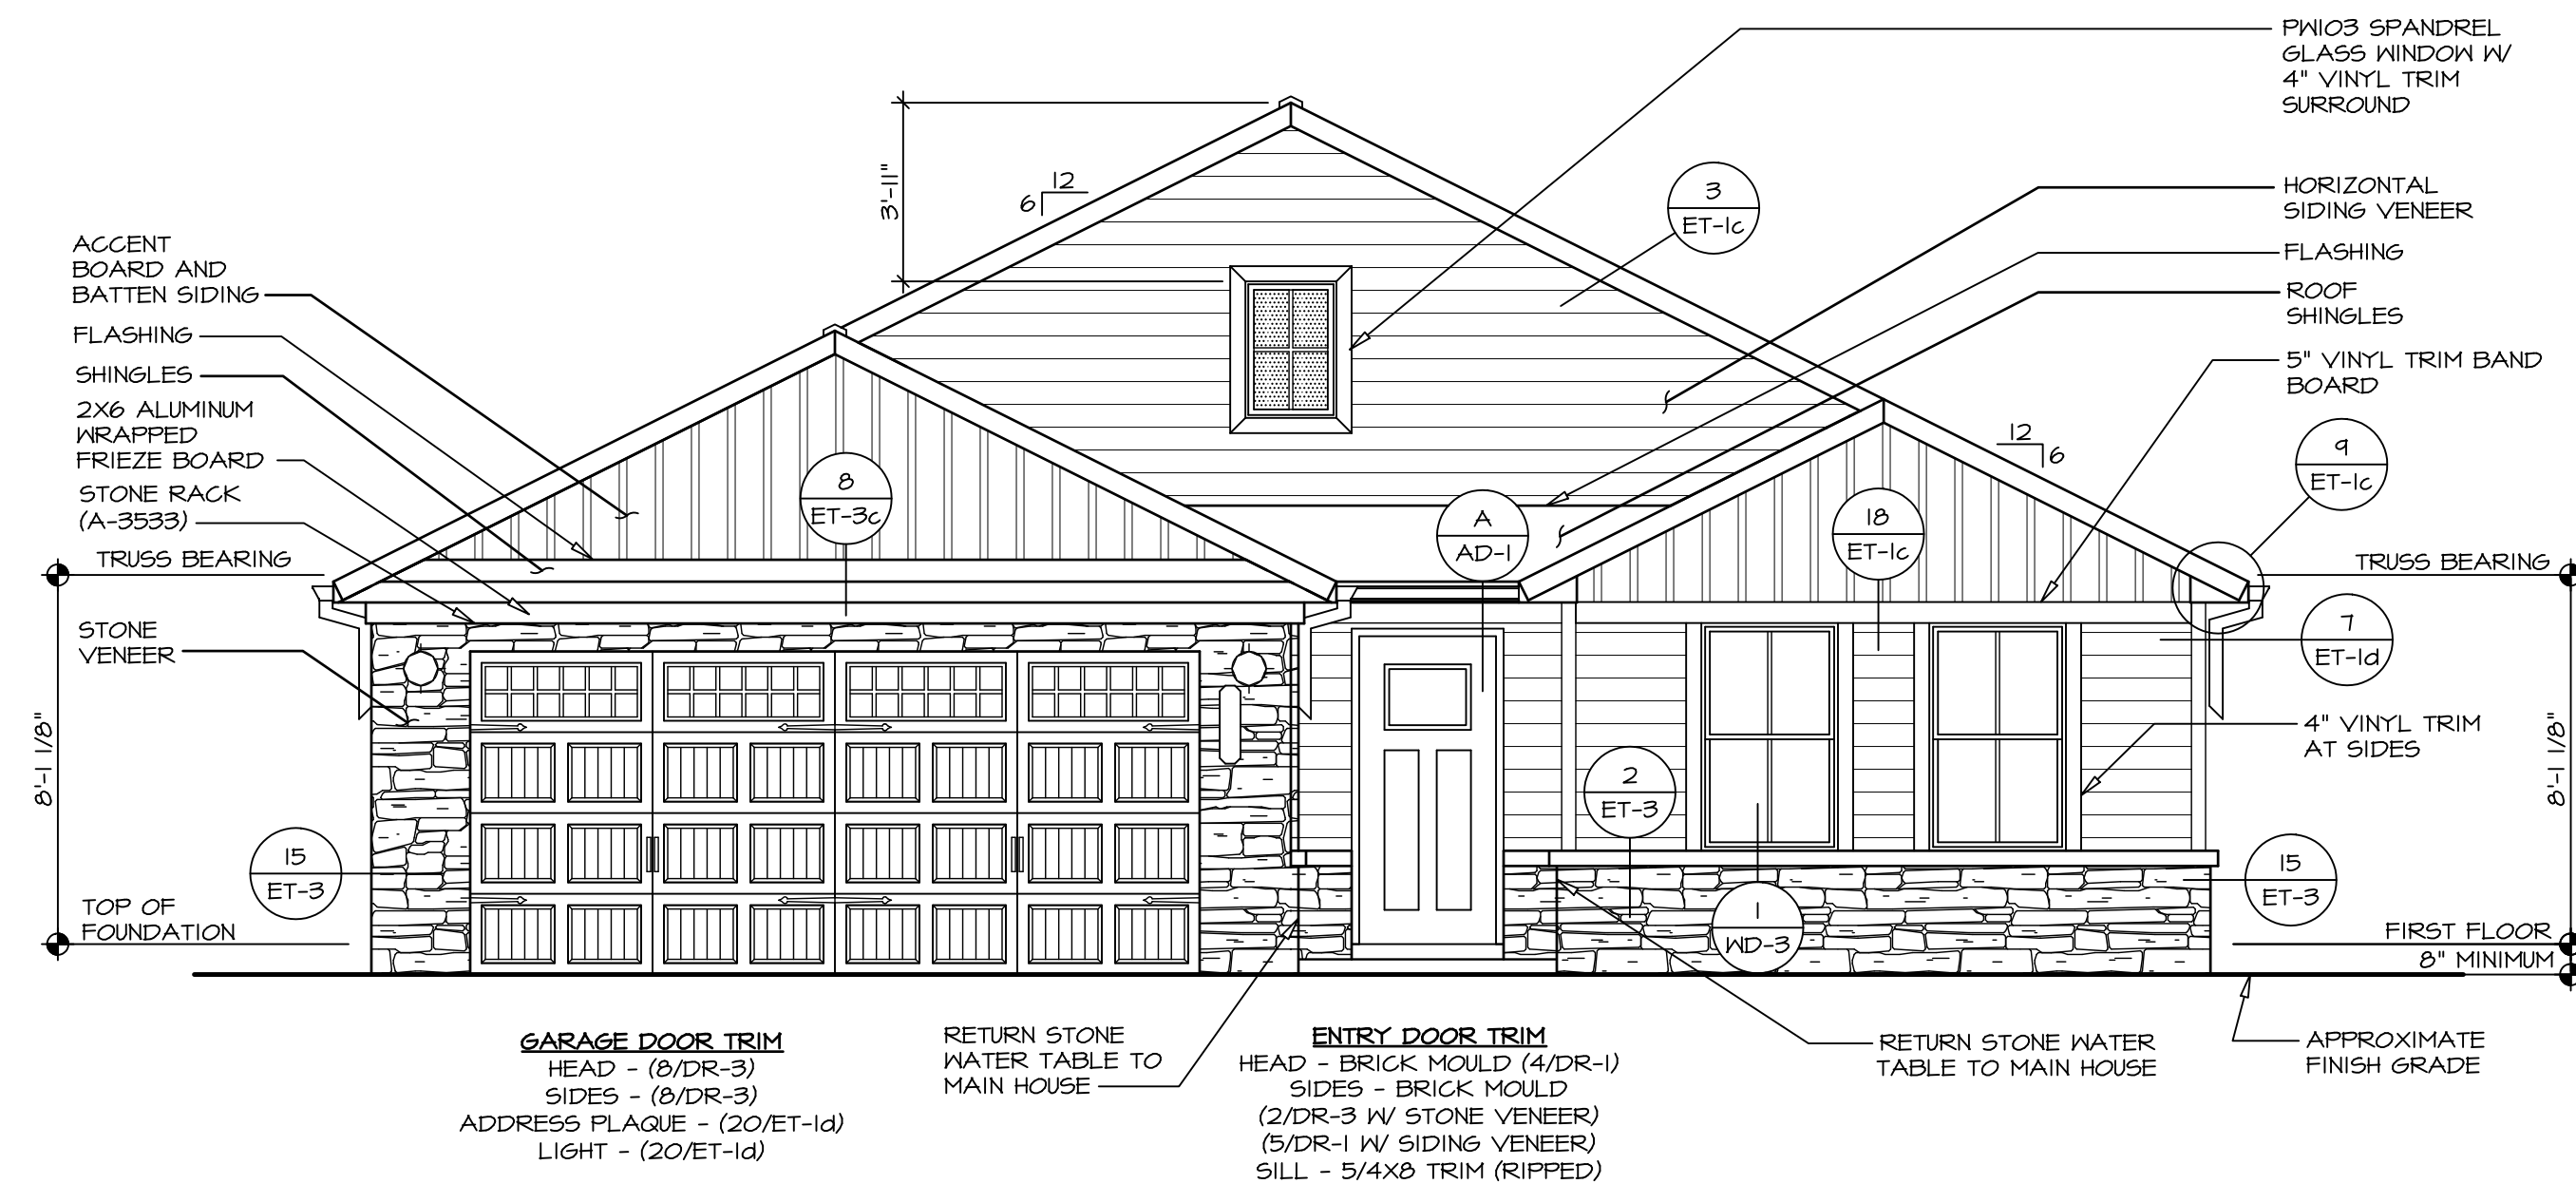 PW103 SPANDREL
GLASS WINDOW W/
4" VINYL TRIM
SURROUND
3'-11"
12
6
3
ET-1c
HORIZONTAL
SIDING VENEER
FLASHING
ROOF
SHINGLES
5" VINYL TRIM BAND
BOARD
ACCENT
BOARD AND
BATTEN SIDING
FLASHING
SHINGLES
2X6 ALUMINUM
WRAPPED
FRIEZE BOARD
STONE RACK
(A-3533)
TRUSS BEARING
STONE
VENEER
8'-1 1/8"
15
ET-3
TOP OF
FOUNDATION
8
ET-3c
A
AD-1
18
ET-1c
12
6
9
ET-1c
TRUSS BEARING
7
ET-1d
4" VINYL TRIM
AT SIDES
8'-1 1/8"
2
ET-3
1
WD-3
15
ET-3
FIRST FLOOR
8" MINIMUM
GARAGE DOOR TRIM
HEAD - (8/DR-3)
SIDES - (8/DR-3)
ADDRESS PLAQUE - (20/ET-1d)
LIGHT - (20/ET-1d)
RETURN STONE
WATER TABLE TO
MAIN HOUSE
ENTRY DOOR TRIM
HEAD - BRICK MOULD (4/DR-1)
SIDES - BRICK MOULD
(2/DR-3 W/ STONE VENEER)
(5/DR-1 W/ SIDING VENEER)
SILL - 5/4X8 TRIM (RIPPED)
RETURN STONE WATER
TABLE TO MAIN HOUSE
APPROXIMATE
FINISH GRADE